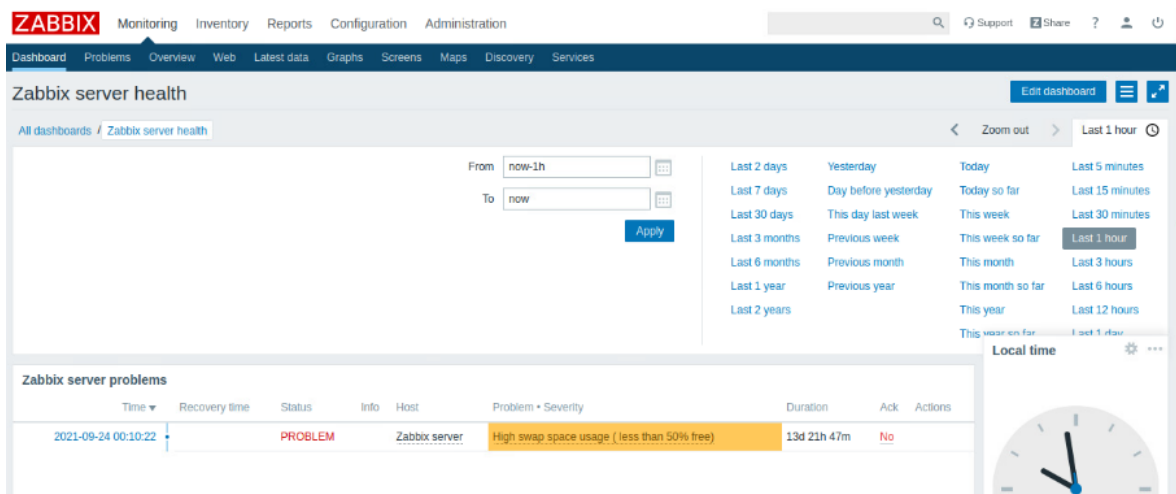 ZABBIX Monitoring Inventory Reports Configuration Administration Support Z Share ?
Dashboard Problems Overview Web Latest data Graphs Screens Maps Discovery Services
Zabbix server health Edit dashboard
All dashboards / Zabbix server health Zoom out Last 1 hour
From now-1h
To now
Apply
Last 2 days Yesterday Today Last 5 minutes
Last 7 days Day before yesterday Today so far Last 15 minutes
Last 30 days This day last week This week Last 30 minutes
Last 3 months Previous week This week so far Last 1 hour
Last 6 months Previous month This month Last 3 hours
Last 1 year Previous year This month so far Last 6 hours
Last 2 years This year Last 12 hours
This year so far Last 1 day
Local time
Zabbix server problems
Time Recovery time Status Info Host Problem • Severity Duration Ack Actions
2021-09-24 00:10:22 PROBLEM Zabbix server High swap space usage ( less than 50% free) 13d 21h 47m No